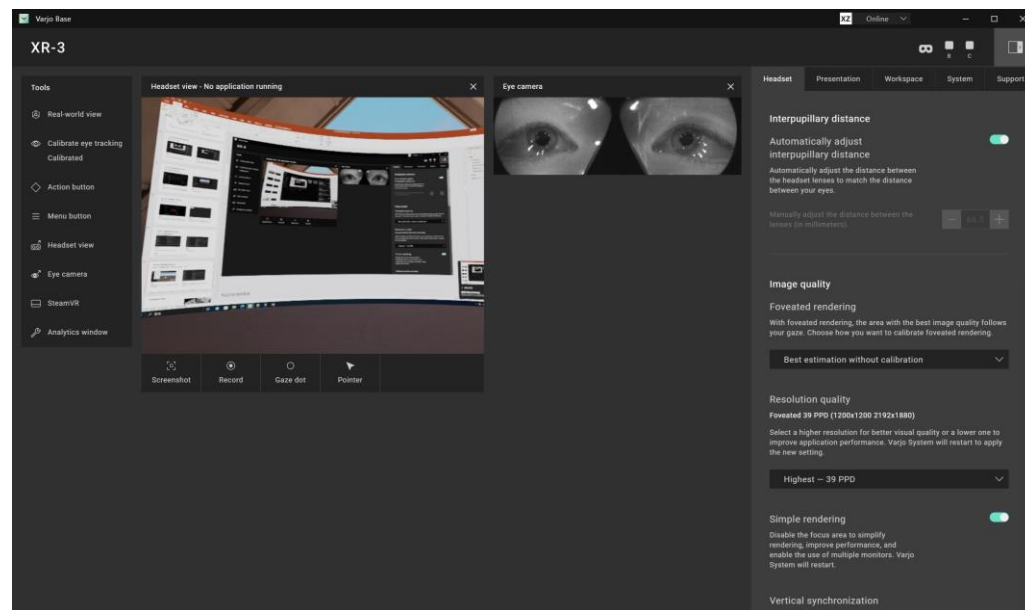 Varjo Base
XZ Online
XR-3
Tools
Real-world view
Calibrate eye tracking
Calibrated
Action button
Menu button
Headset view
Eye camera
SteamVR
Analytics window
Headset view - No application running
Screenshot
Record
Gaze dot
Pointer
Eye camera
Headset
Presentation
Workspace
System
Support
Interpupillary distance
Automatically adjust
interpupillary distance
Automatically adjust the distance between
the headset lenses to match the distance
between your eyes.
Manually adjust the distance between the
lenses (in millimeters).
Image quality
Foveated rendering
With foveated rendering, the area with the best image quality follows
your gaze. Choose how you want to calibrate foveated rendering.
Best estimation without calibration
Resolution quality
Foveated 39 PPD (1200x1200 2192x1880)
Select a higher resolution for better visual quality or a lower one to
improve application performance. Varjo System will restart to apply
the new setting.
Highest — 39 PPD
Simple rendering
Disable the focus area to simplify
rendering, improve performance, and
enable the use of multiple monitors. Varjo
System will restart.
Vertical synchronization